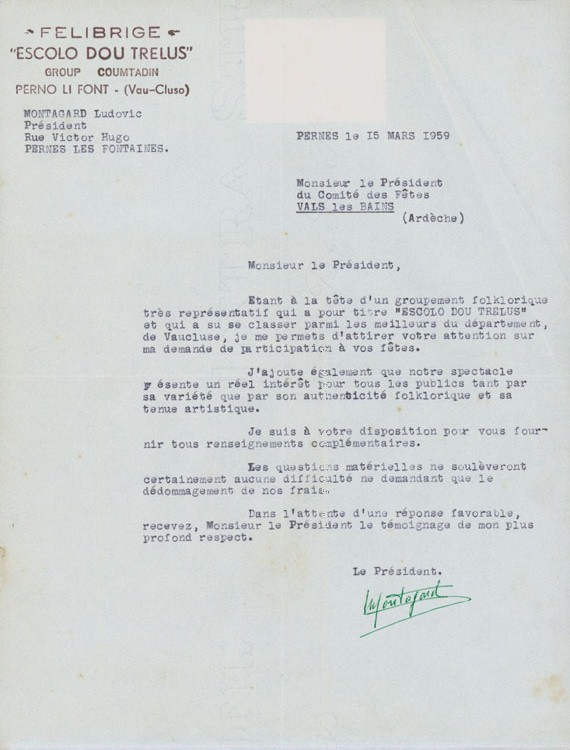 FELIBRIGE
"ESCOLO DOU TRELUS"
GROUP COUMTADIN
PERNO LI FONT - (Vau-Cluso)
MONTAGARD Ludovic
Président
Rue Victor Hugo
PERNES LES FONTAINES.
PERNES le 15 MARS 1959
Monsieur le Président
du Comité des Fêtes
VALS les BAINS
(Ardèche)
Monsieur le Président,
Etant à la tête d'un groupement folklorique
très représentatif qui a pour titre "ESCOLO DOU TRELUS"
et qui a su se classer parmi les meilleurs du département,
de Vaucluse, je me permets d'attirer votre attention sur
ma demande de participation à vos fêtes.
J'ajoute également que notre spectacle
présente un réel intérêt pour tous les publics tant par
sa variété que par son authenticité folklorique et sa
tenue artistique.
Je suis à votre disposition pour vous four-
nir tous renseignements complémentaires.
Les questions matérielles ne soulèveront
certainement aucune difficulté ne demandant que le
dédommagement de nos frais.
Dans l'attente d'une réponse favorable,
recevez, Monsieur le Président le témoignage de mon plus
profond respect.
Le Président.
Montagard